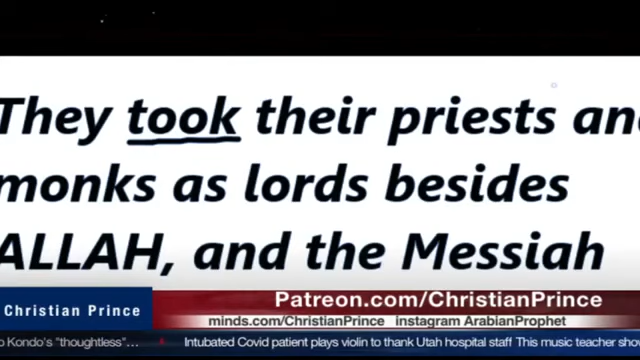 They took their priests and
monks as lords besides
ALLAH, and the Messiah
Christian Prince
Patreon.com/ChristianPrince
minds.com/ChristianPrince instagram ArabianProphet
Kondo's "thoughtless"... Intubated Covid patient plays violin to thank Utah hospital staff This music teacher